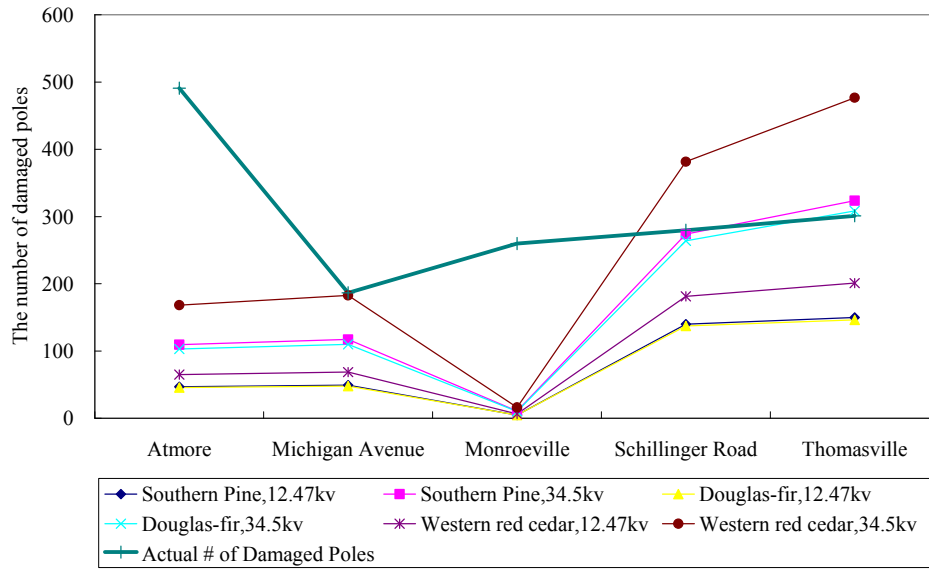 The number of damaged poles
600
500
400
300
200
100
0
Atmore Michigan Avenue Monroeville Schillinger Road Thomasville
Southern Pine,12.47kv Southern Pine,34.5kv Douglas-fir,12.47kv
Douglas-fir,34.5kv Western red cedar,12.47kv Western red cedar,34.5kv
Actual # of Damaged Poles